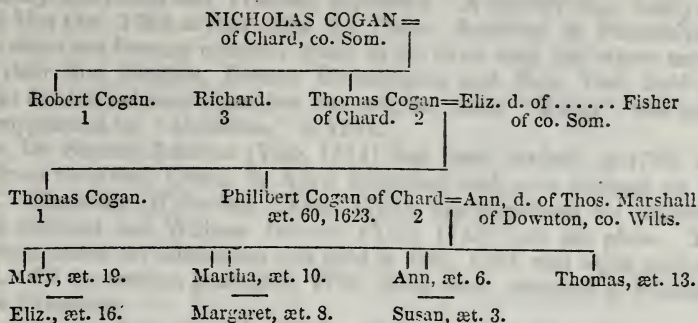 NICHOLAS COGAN=
of Chard, co. Som.
Robert Cogan. Richard. Thomas Cogan=Eliz. d. of ...... Fisher
1 3 of Chard. 2 of co. Som.
Thomas Cogan. Philibert Cogan of Chard=Ann, d. of Thos. Marshall
1 æt. 60, 1623. 2 of Downton, co. Wilts.
Mary, æt. 19. Martha, æt. 10. Ann, æt. 6. Thomas, æt. 13.
Eliz., æt. 16. Margaret, æt. 8. Susan, æt. 3.